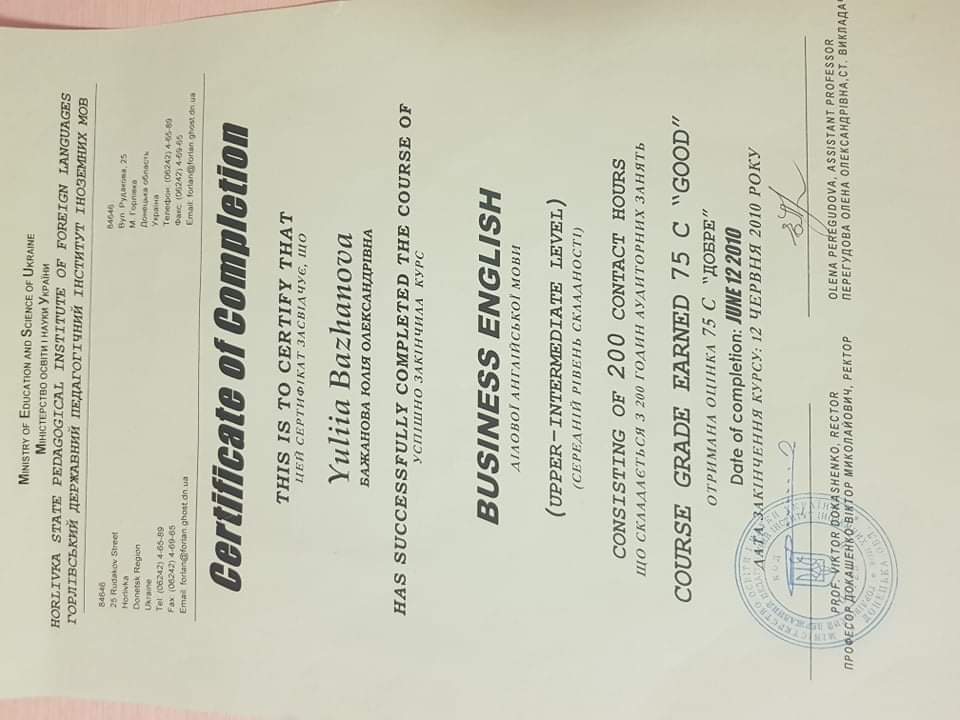 MINISTRY OF EDUCATION AND SCIENCE OF UKRAINE
МІНІСТЕРСТВО ОСВІТИ І НАУКИ УКРАЇНИ
HORLIVKA STATE PEDAGOGICAL INSTITUTE OF FOREIGN LANGUAGES
ГОРЛІВСЬКИЙ ДЕРЖАВНИЙ ПЕДАГОГІЧНИЙ ІНСТИТУТ ІНОЗЕМНИХ МОВ
84646
25 Rudakov Street
Horlivka
Donetsk Region
Ukraine
Tel: (06242) 4-65-89
Fax: (06242) 4-69-65
Email: forlan@forlan.ghost.dn.ua
84646
Вул. Рудакова, 25
М. Горлівка
Донецька область
Україна
Телефон: (06242) 4-65-89
Факс: (06242) 4-69-65
Email: forlan@forlan.ghost.dn.ua
Certificate of Completion
THIS IS TO CERTIFY THAT
ЦЕЙ СЕРТИФІКАТ ЗАСВІДЧУЄ, ЩО
Yuliia Bazhanova
БАЖАНОВА ЮЛІЯ ОЛЕКСАНДРІВНА
HAS SUCCESSFULLY COMPLETED THE COURSE OF
УСПІШНО ЗАКІНЧИЛА КУРС
BUSINESS ENGLISH
ДІЛОВОЇ АНГЛІЙСЬКОЇ МОВИ
(UPPER-INTERMEDIATE LEVEL)
(СЕРЕДНІЙ РІВЕНЬ СКЛАДНОСТІ)
CONSISTING OF 200 CONTACT HOURS
ЩО СКЛАДАЄТЬСЯ З 200 ГОДИН АУДИТОРНИХ ЗАНЯТЬ
COURSE GRADE EARNED 75 C "GOOD"
ОТРИМАНА ОЦІНКА 75 С "ДОБРЕ"
Date of completion: JUNE 12 2010
ДАТА ЗАКІНЧЕННЯ КУРСУ: 12 ЧЕРВНЯ 2010 РОКУ
PROF. VIKTOR DOKASHENKO, RECTOR
ПРОФЕСОР ДОКАШЕНКО ВІКТОР МИКОЛАЙОВИЧ, РЕКТОР
OLENA PEREGUDOVA, ASSISTANT PROFESSOR
ПЕРЕГУДОВА ОЛЕНА ОЛЕКСАНДРІВНА, СТ. ВИКЛАДАЧ